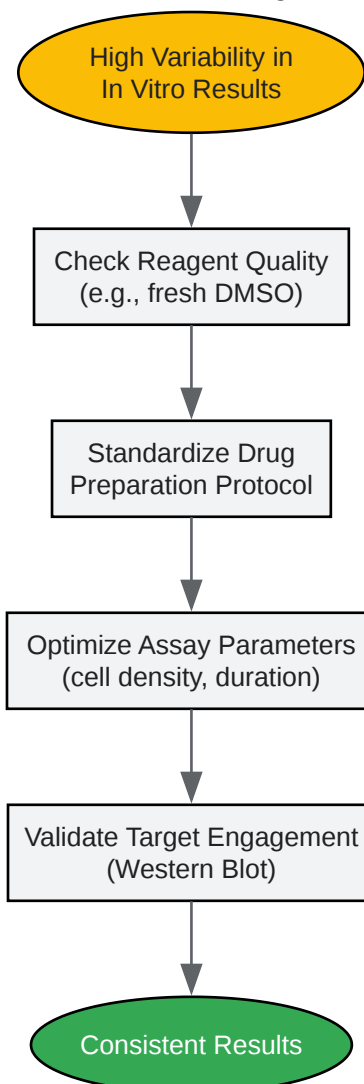 High Variability in
In Vitro Results
Check Reagent Quality
(e.g., fresh DMSO)
Standardize Drug
Preparation Protocol
Optimize Assay Parameters
(cell density, duration)
Validate Target Engagement
(Western Blot)
Consistent Results